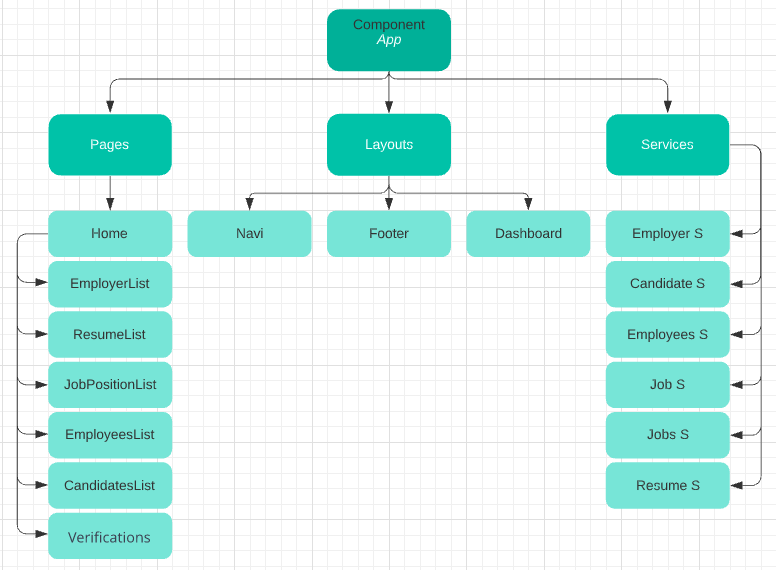 Component
App
Pages
Layouts
Services
Home
Navi
Footer
Dashboard
Employer S
EmployerList
Candidate S
ResumeList
Employees S
JobPositionList
Job S
EmployeesList
Jobs S
CandidatesList
Resume S
Verifications